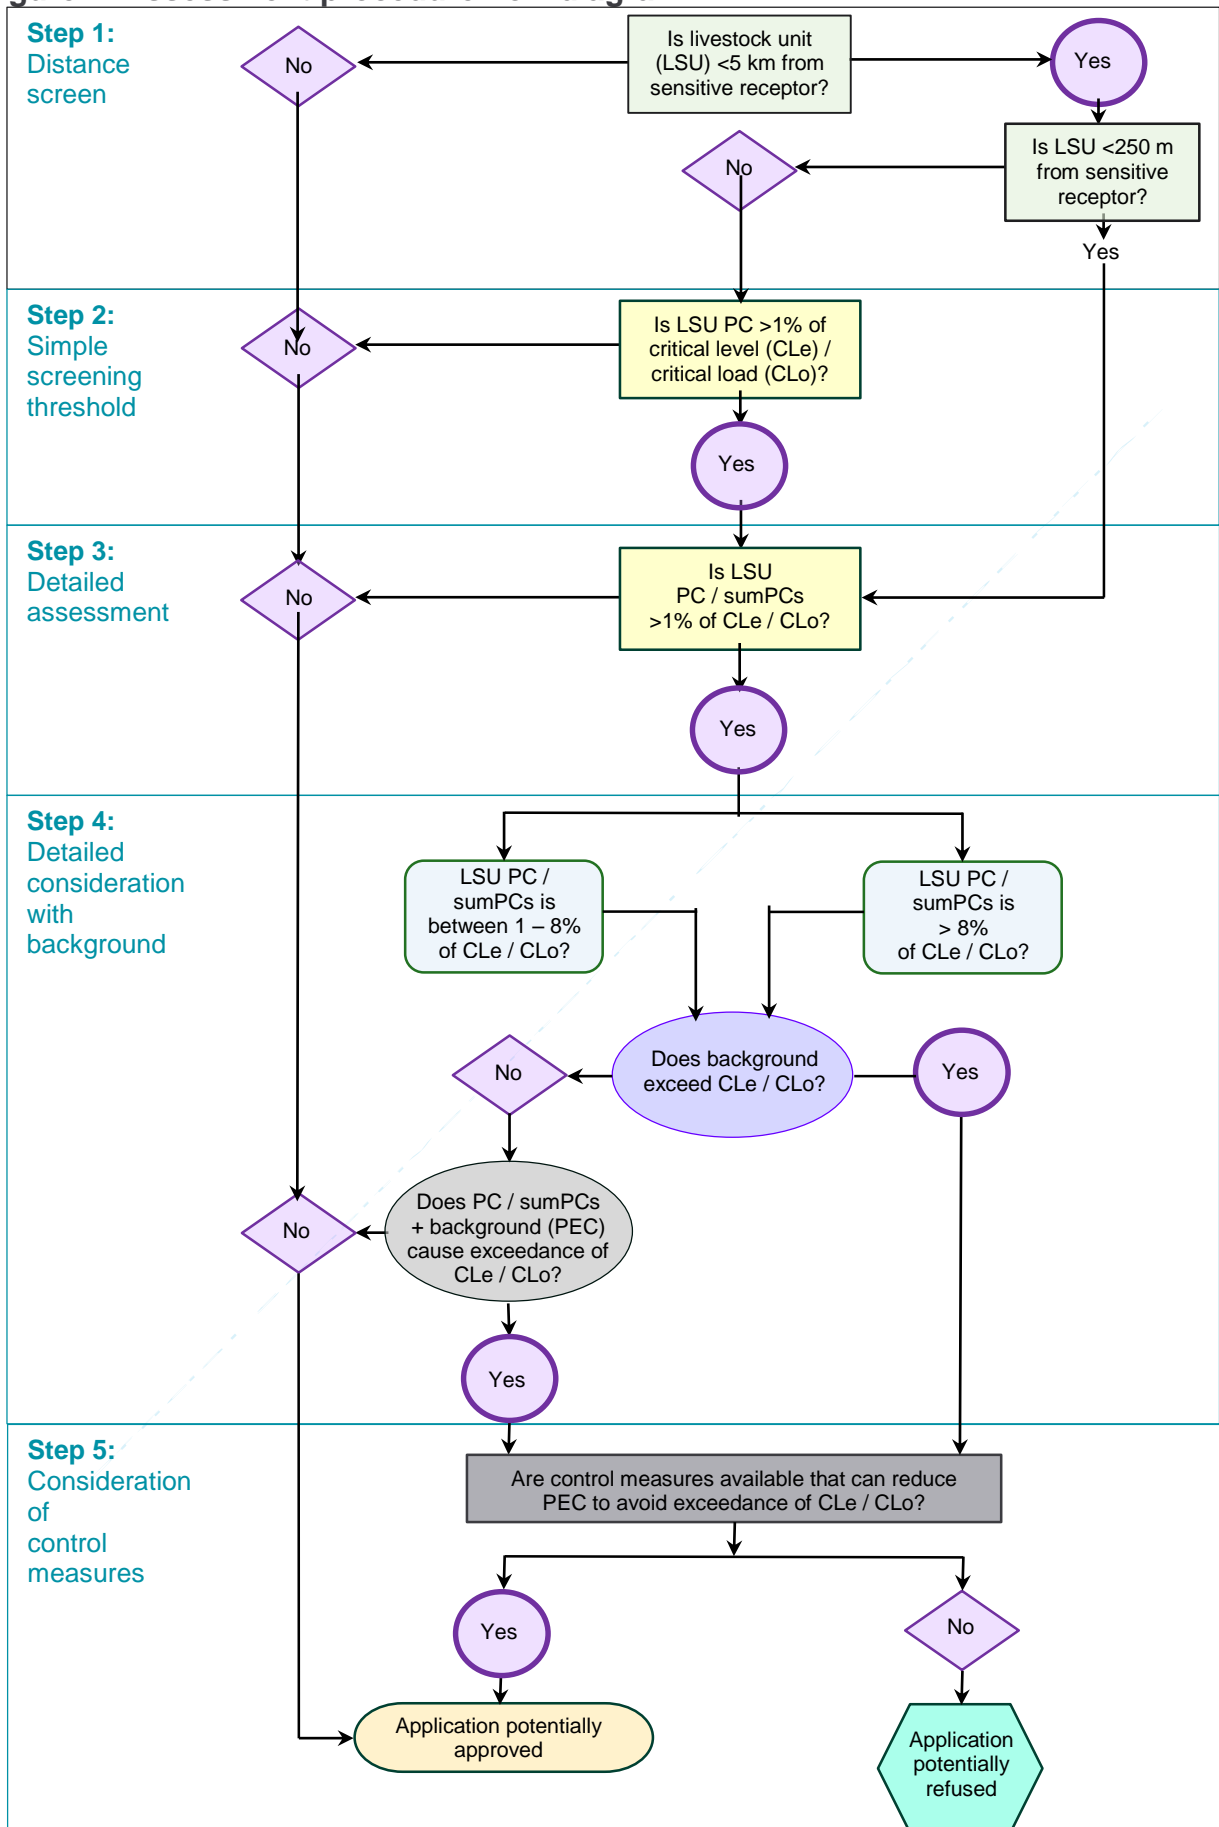 Step 1:
Distance
screen
No
Is livestock unit
(LSU) <5 km from
sensitive receptor?
Yes
No
Is LSU <250 m
from sensitive
receptor?
Yes
Step 2:
Simple
screening
threshold
No
Is LSU PC >1% of
critical level (CLe) /
critical load (CLo)?
Yes
Step 3:
Detailed
assessment
No
Is LSU
PC / sumPCs
>1% of CLe / CLo?
Yes
Step 4:
Detailed
consideration
with
background
LSU PC /
sumPCs is
between 1 – 8%
of CLe / CLo?
LSU PC /
sumPCs is
> 8%
of CLe / CLo?
No
Does background
exceed CLe / CLo?
Yes
No
Does PC / sumPCs
+ background (PEC)
cause exceedance of
CLe / CLo?
Yes
Step 5:
Consideration
of
control
measures
Are control measures available that can reduce
PEC to avoid exceedance of CLe / CLo?
Yes
No
Application potentially
approved
Application
potentially
refused